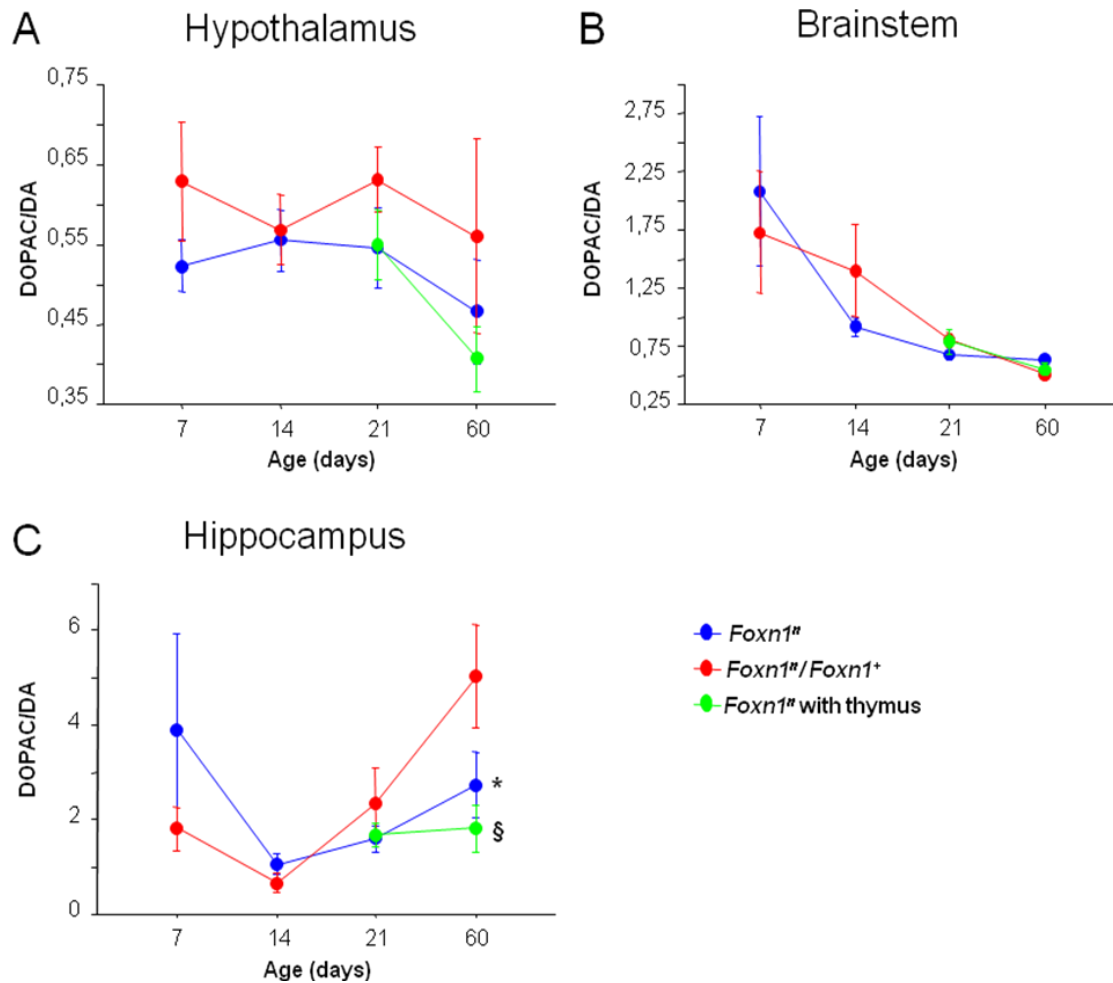 A
Hypothalamus
0,75
0,65
0,55
0,45
0,35
DOPAC/DA
7 14 21 60
Age (days)
B
Brainstem
2,75
2,25
1,75
1,25
0,75
0,25
DOPAC/DA
7 14 21 60
Age (days)
C
Hippocampus
6
4
2
0
DOPAC/DA
*
§
7 14 21 60
Age (days)
Foxn1ⁿ
Foxn1ⁿ/Foxn1⁺
Foxn1ⁿ with thymus